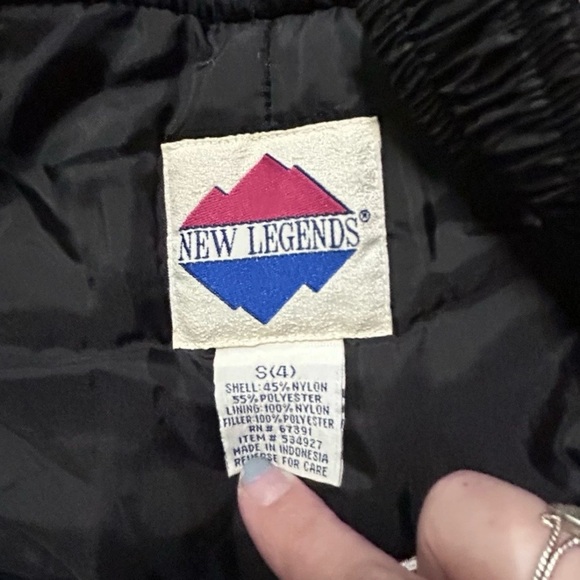 NEW LEGENDS®
S(4)
SHELL: 45% NYLON
55% POLYESTER
LINING: 100% NYLON
FILLER: 100% POLYESTER
RN # 67391
ITEM # 534927
MADE IN INDONESIA
REVERSE FOR CARE